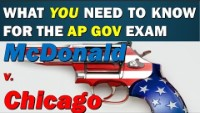 WHAT YOU NEED TO KNOW
FOR THE AP GOV EXAM
McDonald
v.
Chicago